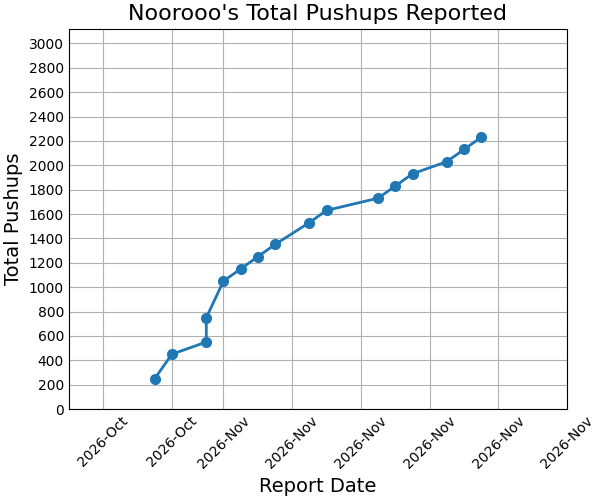 Noorooo's Total Pushups Reported
3000
2800
2600
2400
2200
2000
1800
1600
1400
1200
1000
800
600
400
200
0
Total Pushups
2026-Oct
2026-Oct
2026-Nov
2026-Nov
2026-Nov
2026-Nov
2026-Nov
2026-Nov
Report Date